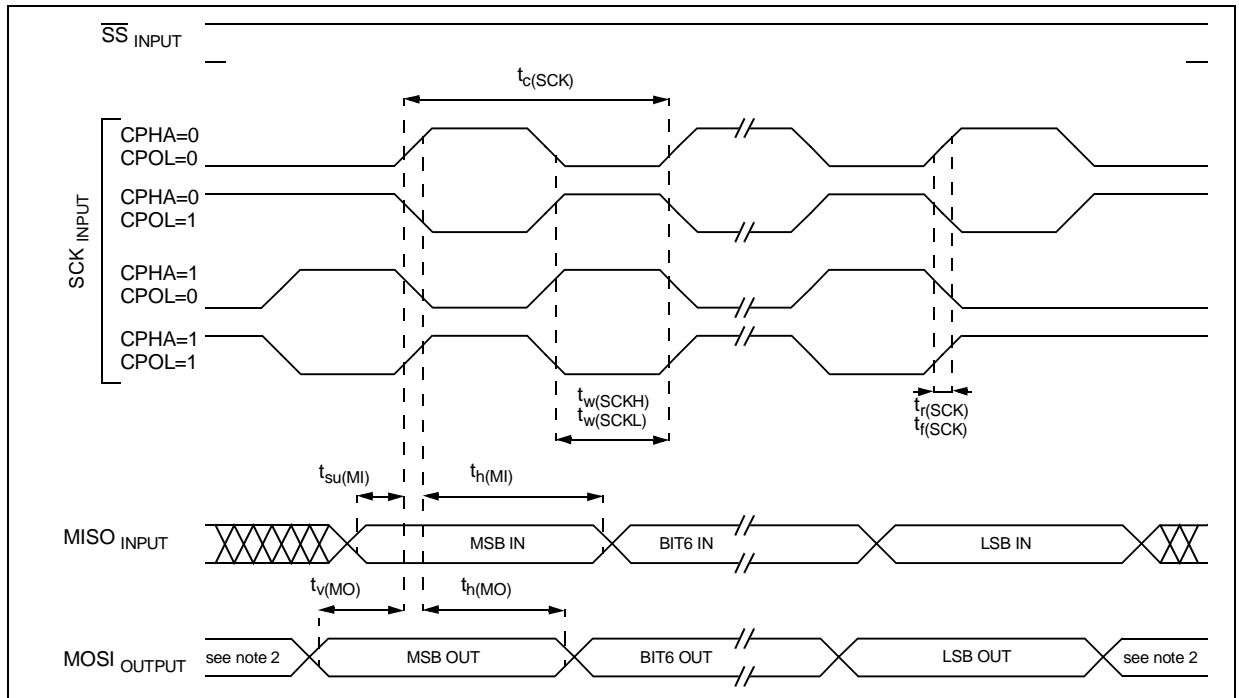 SS INPUT
tc(SCK)
SCK INPUT
CPHA=0
CPOL=0
CPHA=0
CPOL=1
CPHA=1
CPOL=0
CPHA=1
CPOL=1
tw(SCKH)
tw(SCKL)
tr(SCK)
tf(SCK)
tsu(MI)
th(MI)
MISO INPUT
MSB IN
BIT6 IN
LSB IN
tv(MO)
th(MO)
MOSI OUTPUT
see note 2
MSB OUT
BIT6 OUT
LSB OUT
see note 2